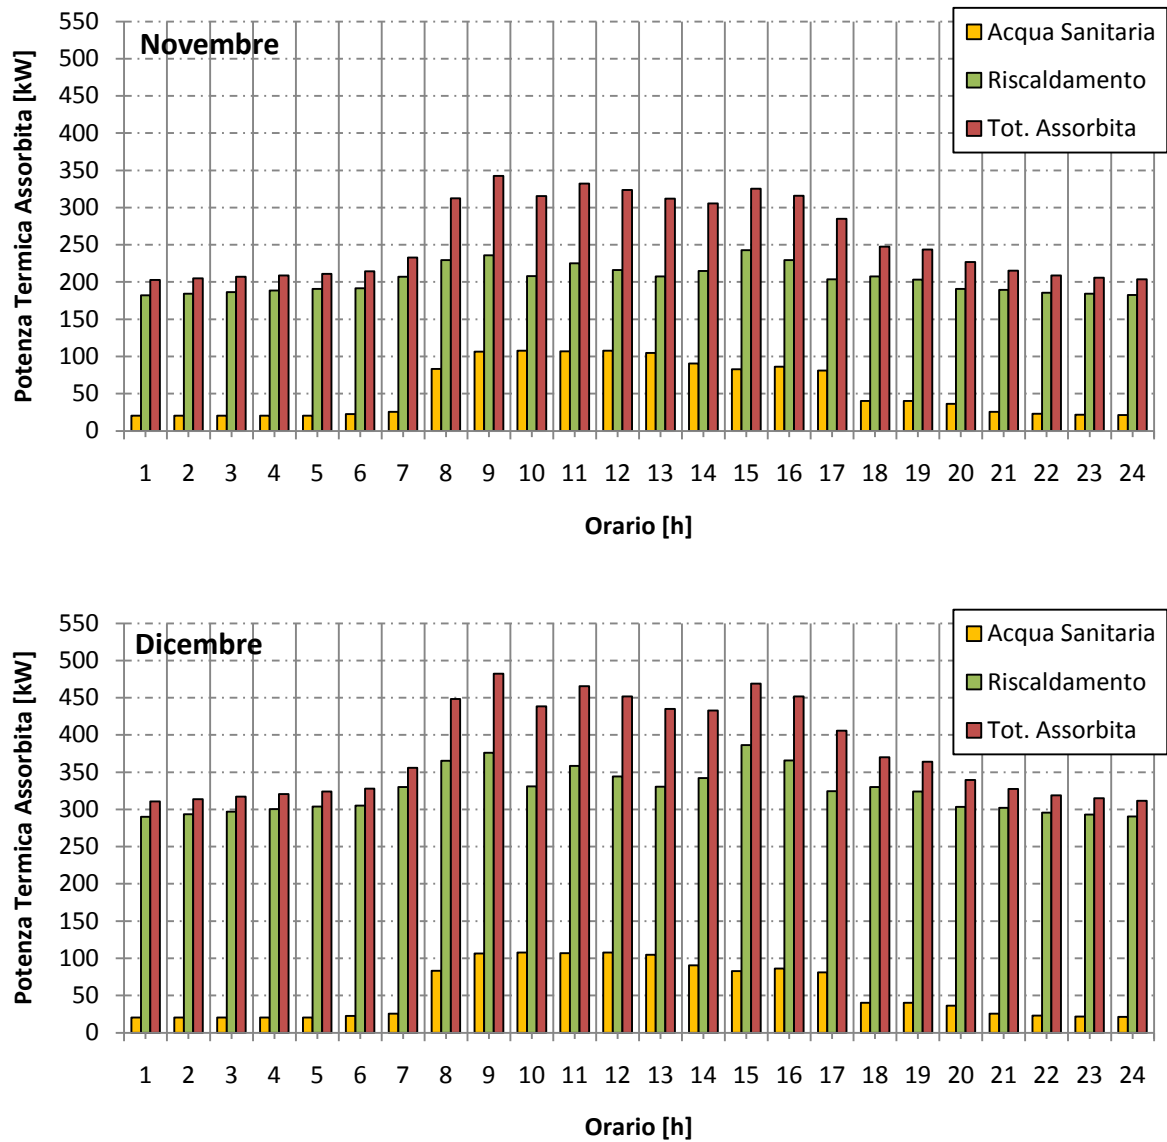 Novembre
Potenza Termica Assorbita [kW]
550
500
450
400
350
300
250
200
150
100
50
0
Acqua Sanitaria
Riscaldamento
Tot. Assorbita
1 2 3 4 5 6 7 8 9 10 11 12 13 14 15 16 17 18 19 20 21 22 23 24
Orario [h]
Dicembre
Potenza Termica Assorbita [kW]
550
500
450
400
350
300
250
200
150
100
50
0
Acqua Sanitaria
Riscaldamento
Tot. Assorbita
1 2 3 4 5 6 7 8 9 10 11 12 13 14 15 16 17 18 19 20 21 22 23 24
Orario [h]